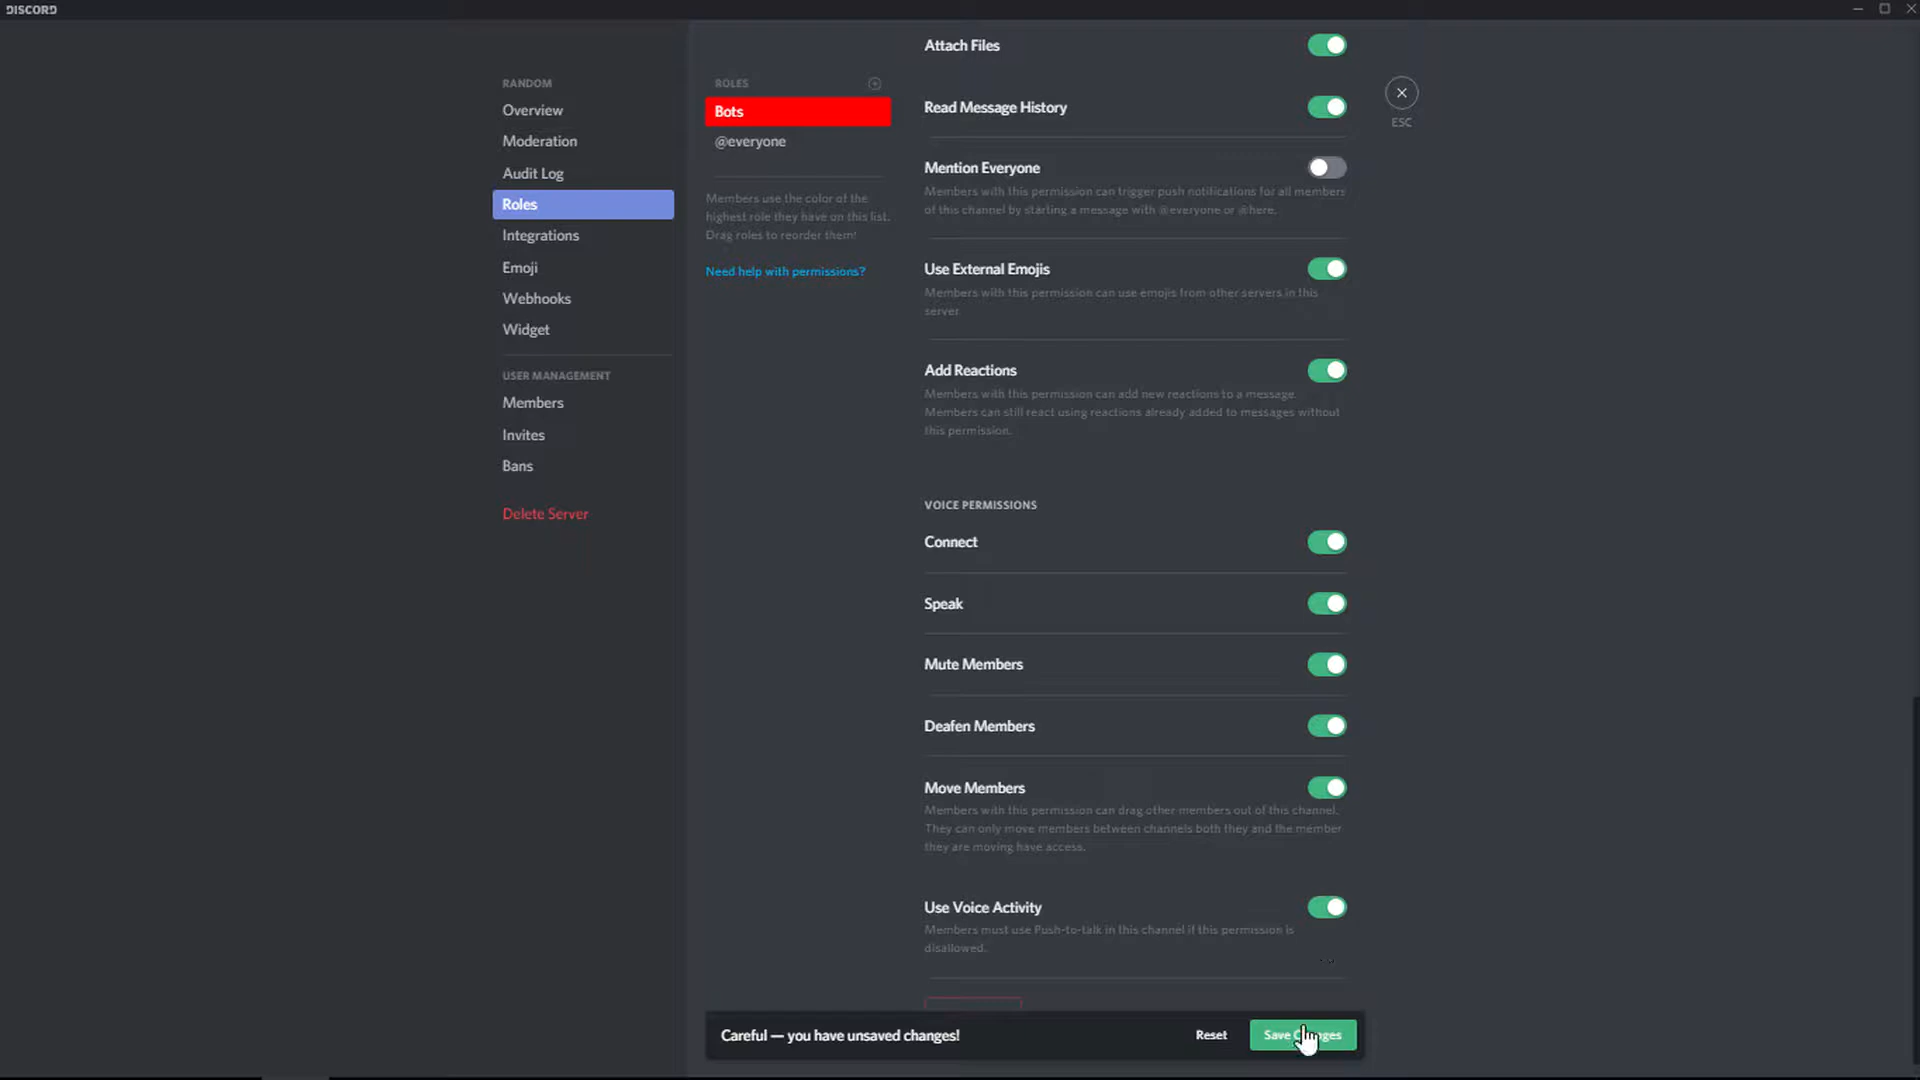 DISCORD
RANDOM
Overview
Moderation
Audit Log
Roles
Integrations
Emoji
Webhooks
Widget
USER MANAGEMENT
Members
Invites
Bans
Delete Server
ROLES
Bots
@everyone
Members use the color of the
highest role they have on this list.
Drag roles to reorder them!
Need help with permissions?
Attach Files
Read Message History
Mention Everyone
Members with this permission can trigger push notifications for all members
of this channel by starting a message with @everyone or @here.
Use External Emojis
Members with this permission can use emojis from other servers in this
server
Add Reactions
Members with this permission can add new reactions to a message.
Members can still react using reactions already added to messages without
this permission.
VOICE PERMISSIONS
Connect
Speak
Mute Members
Deafen Members
Move Members
Members with this permission can drag other members out of this channel.
They can only move members between channels both they and the member
they are moving have access.
Use Voice Activity
Members must use Push-to-talk in this channel if this permission is
disallowed.
ESC
Careful — you have unsaved changes!
Reset
Save Changes